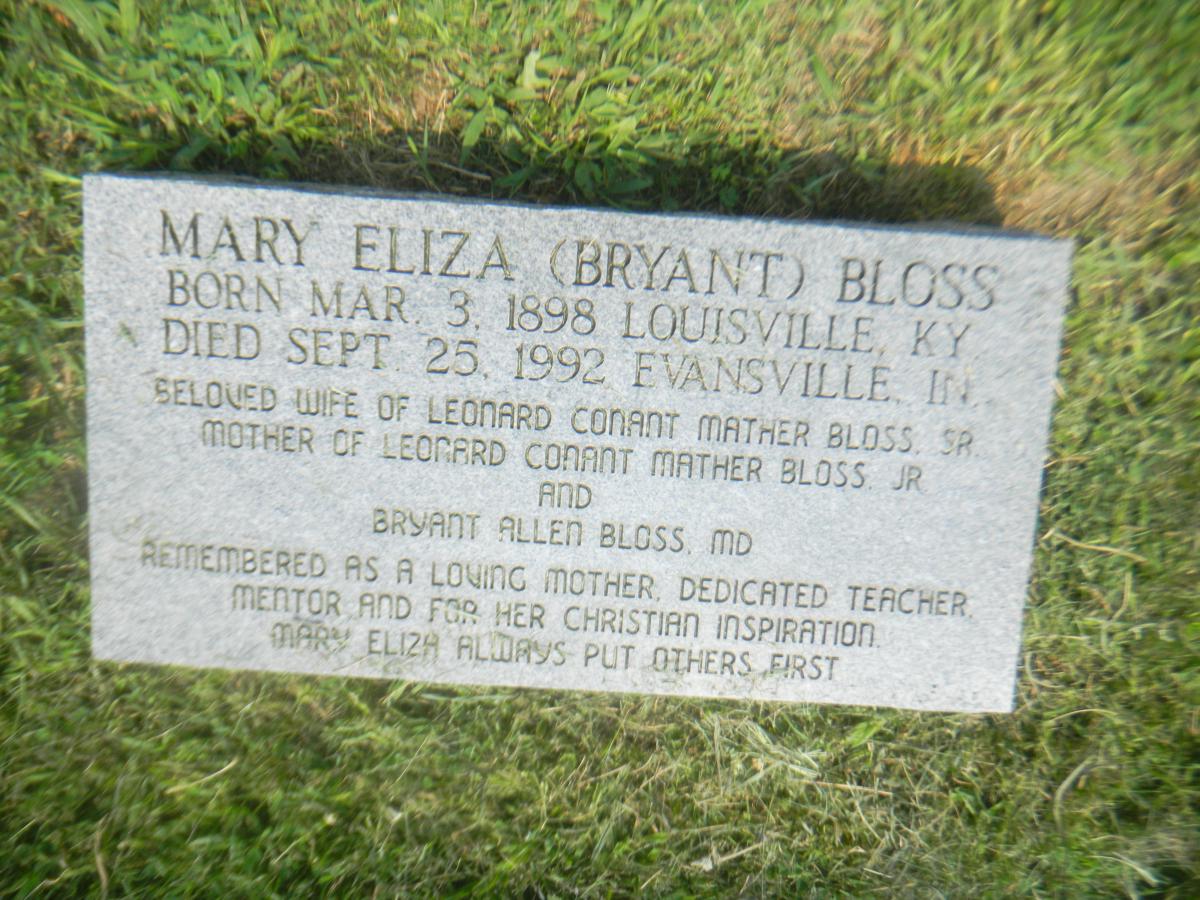 MARY ELIZA (BRYANT) BLOSS
BORN MAR. 3, 1898 LOUISVILLE, KY
DIED SEPT. 25, 1992, EVANSVILLE, IN.
BELOVED WIFE OF LEONARD CONANT MATHER BLOSS, SR.
MOTHER OF LEONARD CONANT MATHER BLOSS, JR.
AND
BRYANT ALLEN BLOSS, MD
REMEMBERED AS A LOVING MOTHER, DEDICATED TEACHER,
MENTOR AND FOR HER CHRISTIAN INSPIRATION.
MARY ELIZA ALWAYS PUT OTHERS FIRST